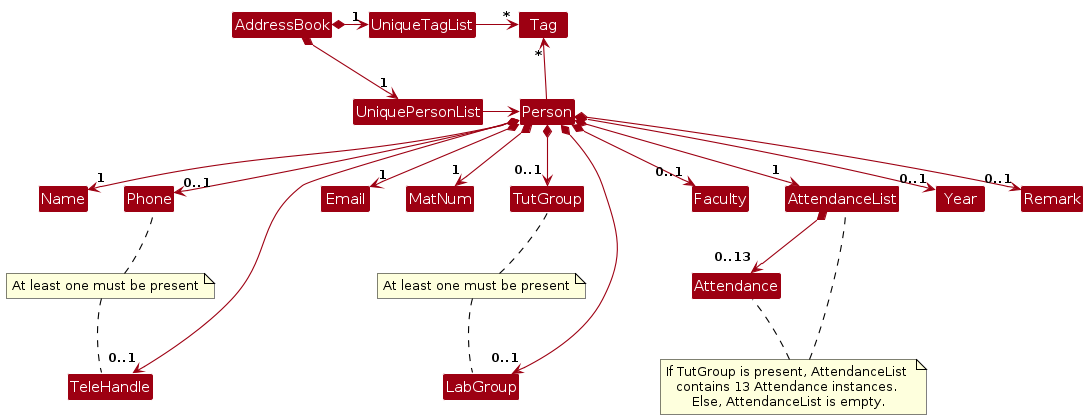 AddressBook
1
UniqueTagList
*
Tag
*
1
UniquePersonList
Person
1
0..1
1
1
0..1
0..1
1
0..1
0..1
Name
Phone
Email
MatNum
TutGroup
Faculty
AttendanceList
Year
Remark
0..13
At least one must be present
At least one must be present
Attendance
0..1
0..1
TeleHandle
LabGroup
If TutGroup is present, AttendanceList
contains 13 Attendance instances.
Else, AttendanceList is empty.